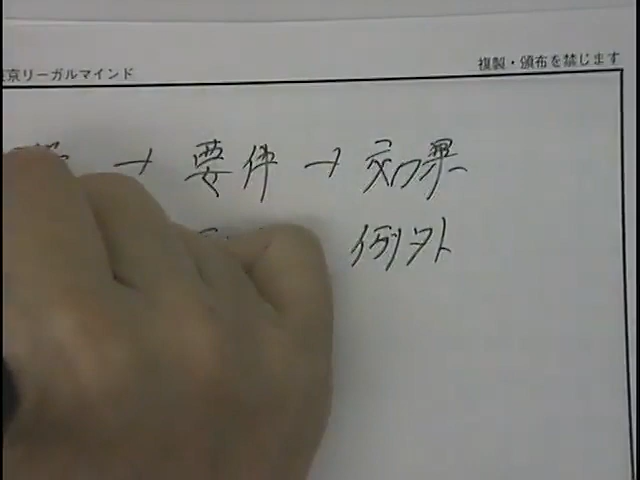 京リーガルマインド
複製・頒布を禁じます
→ 要件 → 効果
例外